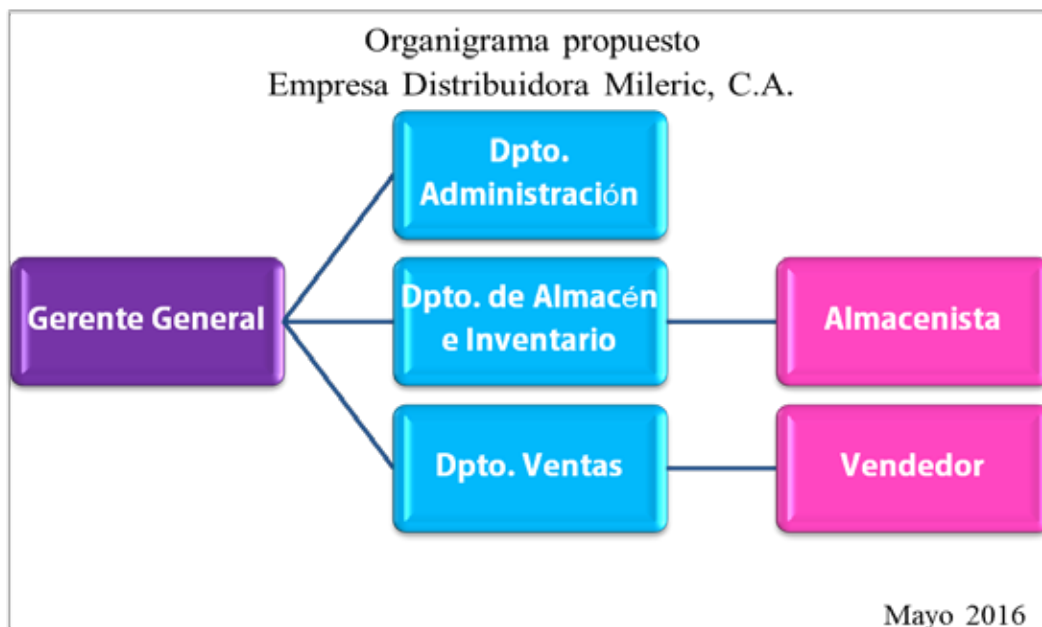 Organigrama propuesto
Empresa Distribuidora Mileric, C.A.
Dpto.
Administración
Gerente General
Dpto. de Almacén
e Inventario
Almacenista
Dpto. Ventas
Vendedor
Mayo 2016